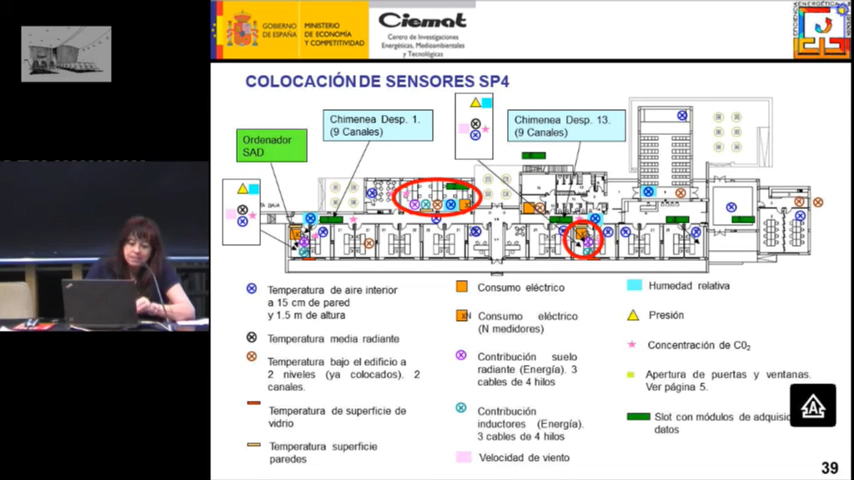 GOBIERNO
DE ESPAÑA
MINISTERIO
DE ECONOMÍA
Y COMPETITIVIDAD
Ciemat
Centro de Investigaciones
Energéticas, Medioambientales
y Tecnológicas
COLOCACIÓN DE SENSORES SP4
Chimenea Desp. 1.
(9 Canales)
Chimenea Desp. 13.
(9 Canales)
Ordenador
SAD
Temperatura de aire interior
a 15 cm de pared
y 1.5 m de altura
Temperatura media radiante
Temperatura bajo el edificio a
2 niveles (ya colocados). 2
canales.
Temperatura de superficie de
vidrio
Temperatura superficie
paredes
Consumo eléctrico
xN
Consumo eléctrico
(N medidores)
Contribución suelo
radiante (Energía). 3
cables de 4 hilos
Contribución
inductores (Energía).
3 cables de 4 hilos
Velocidad de viento
Humedad relativa
Presión
Concentración de C0₂
Apertura de puertas y ventanas.
Ver página 5.
Slot con módulos de adquisi
datos
39